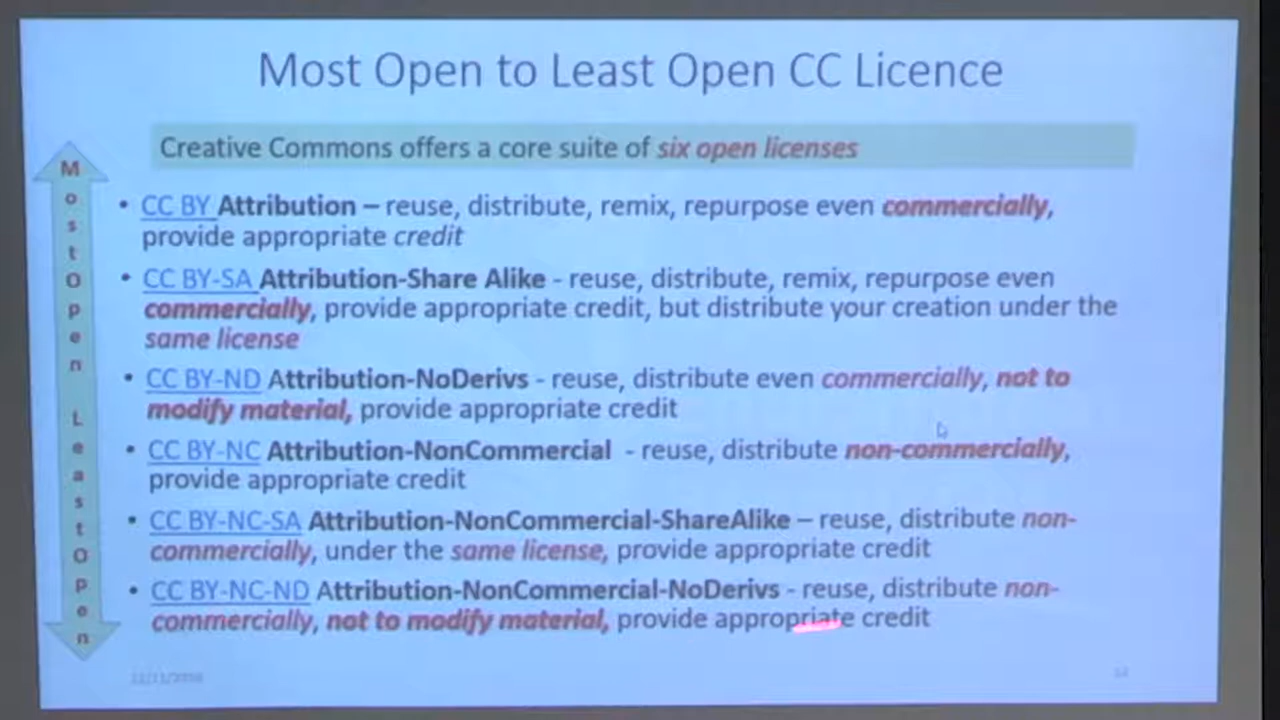 Most Open to Least Open CC Licence
Creative Commons offers a core suite of six open licenses
Most Open Least Open
• CC BY Attribution – reuse, distribute, remix, repurpose even commercially,
provide appropriate credit
• CC BY-SA Attribution-Share Alike - reuse, distribute, remix, repurpose even
commercially, provide appropriate credit, but distribute your creation under the
same license
• CC BY-ND Attribution-NoDerivs - reuse, distribute even commercially, not to
modify material, provide appropriate credit
• CC BY-NC Attribution-NonCommercial - reuse, distribute non-commercially,
provide appropriate credit
• CC BY-NC-SA Attribution-NonCommercial-ShareAlike – reuse, distribute non-
commercially, under the same license, provide appropriate credit
• CC BY-NC-ND Attribution-NonCommercial-NoDerivs - reuse, distribute non-
commercially, not to modify material, provide appropriate credit